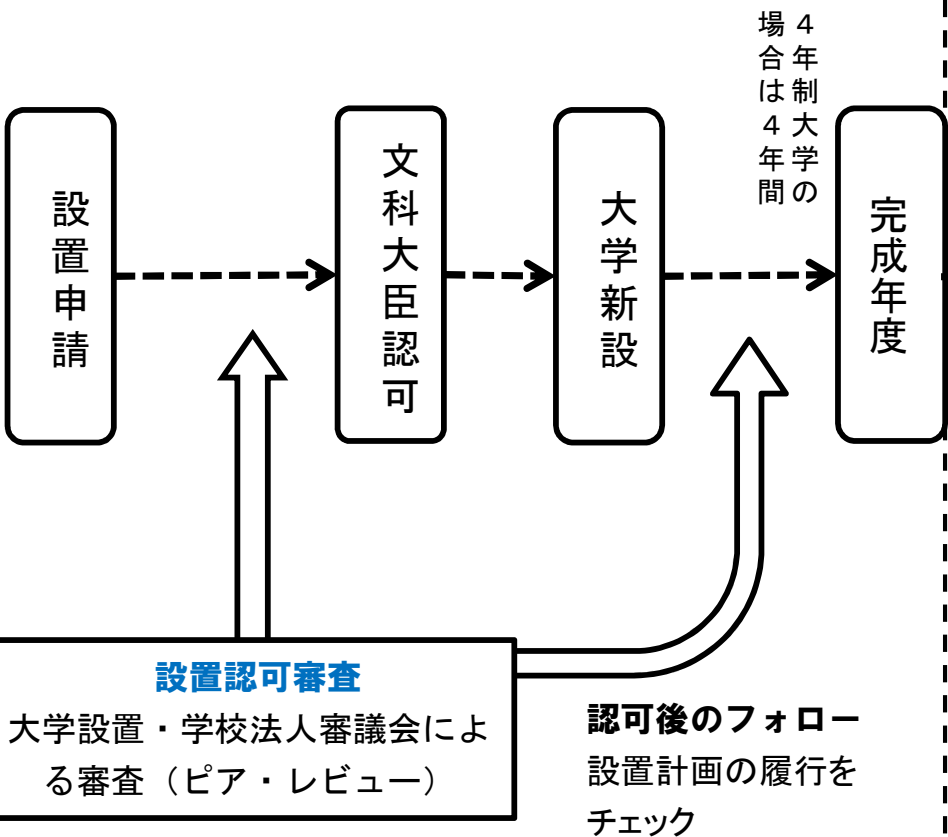 ４年制大学の
場合は４年間
設置申請
文科大臣認可
大学新設
完成年度
設置認可審査
大学設置・学校法人審議会によ
る審査（ピア・レビュー）
認可後のフォロー
設置計画の履行を
チェック